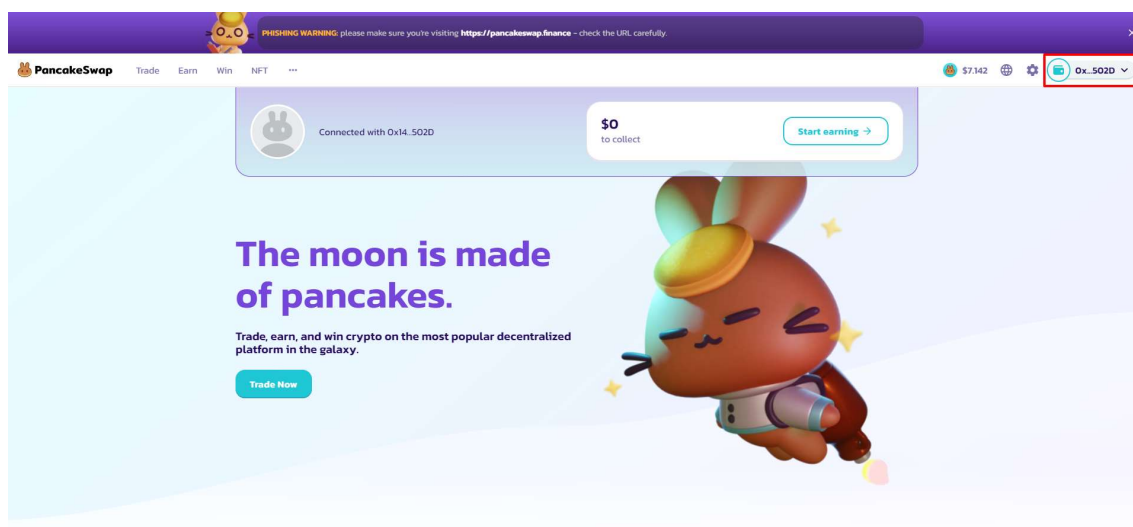 PHISHING WARNING: please make sure you're visiting https://pancakeswap.finance - check the URL carefully.
PancakeSwap Trade Earn Win NFT ... $7.142 0x...502D
Connected with 0x14...502D
$0
to collect
Start earning →
The moon is made
of pancakes.
Trade, earn, and win crypto on the most popular decentralized
platform in the galaxy.
Trade Now